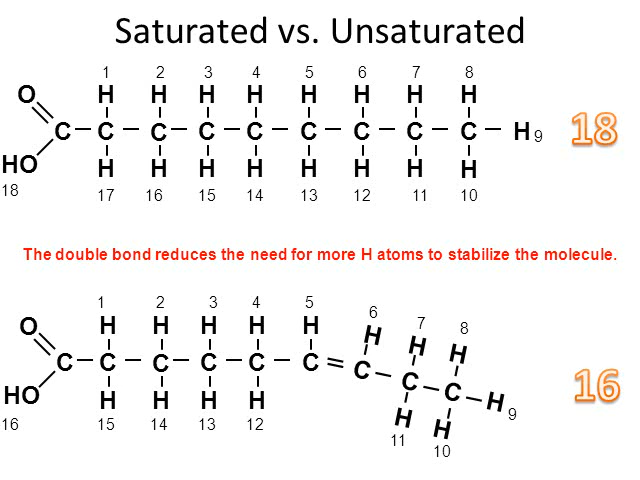 Saturated vs. Unsaturated
1 2 3 4 5 6 7 8
O H H H H H H H H
C – C – C – C – C – C – C – C – C – H 9 18
HO H H H H H H H H
18 17 16 15 14 13 12 11 10
The double bond reduces the need for more H atoms to stabilize the molecule.
1 2 3 4 5 6 7 8
O H H H H H H H H
C – C – C – C – C – C = C – C – C – H 9 16
HO H H H H H H
16 15 14 13 12 11 10